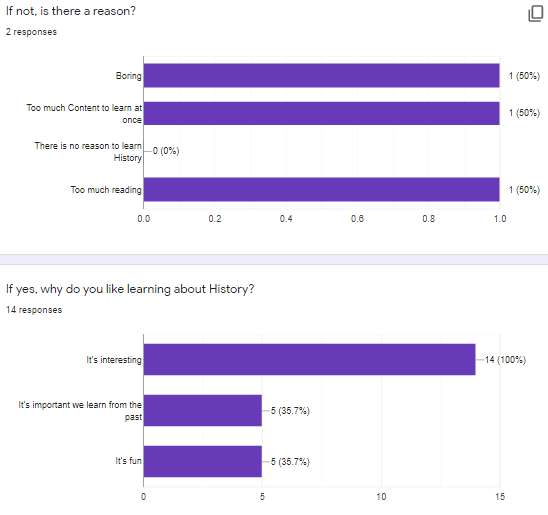 If not, is there a reason?
2 responses
Boring
1 (50%)
Too much Content to learn at
once
1 (50%)
There is no reason to learn
History
0 (0%)
Too much reading
1 (50%)
0.0 0.2 0.4 0.6 0.8 1.0
If yes, why do you like learning about History?
14 responses
It's interesting
14 (100%)
It's important we learn from the
past
5 (35.7%)
It's fun
5 (35.7%)
0 5 10 15